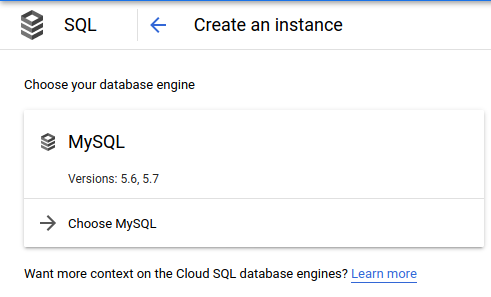 SQL Create an instance
Choose your database engine
MySQL
Versions: 5.6, 5.7
Choose MySQL
Want more context on the Cloud SQL database engines? Learn more